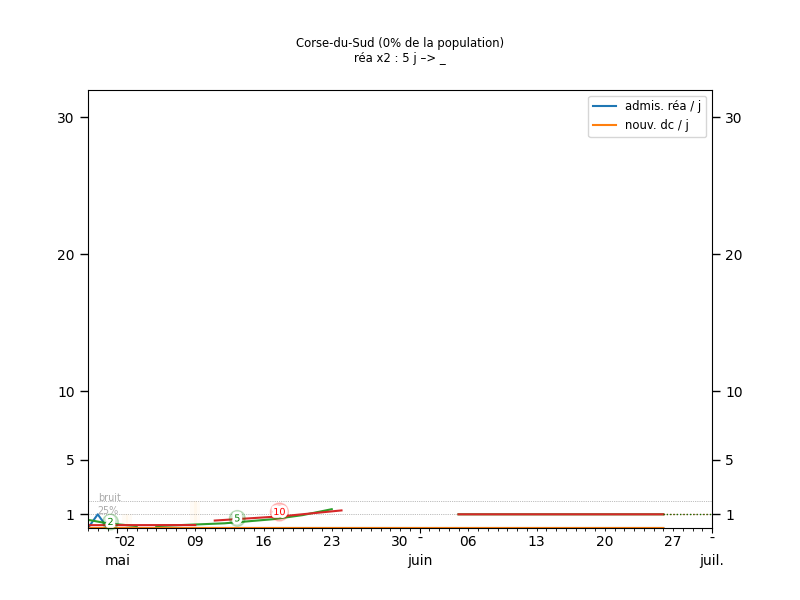 Corse-du-Sud (0% de la population)
réa x2 : 5 j –> _
admis. réa / j
nouv. dc / j
30 30
20 20
10 10
5 5
1 1
bruit
25%
2 5 10
02 09 16 23 30 - 06 13 20 27 -
mai juin juil.